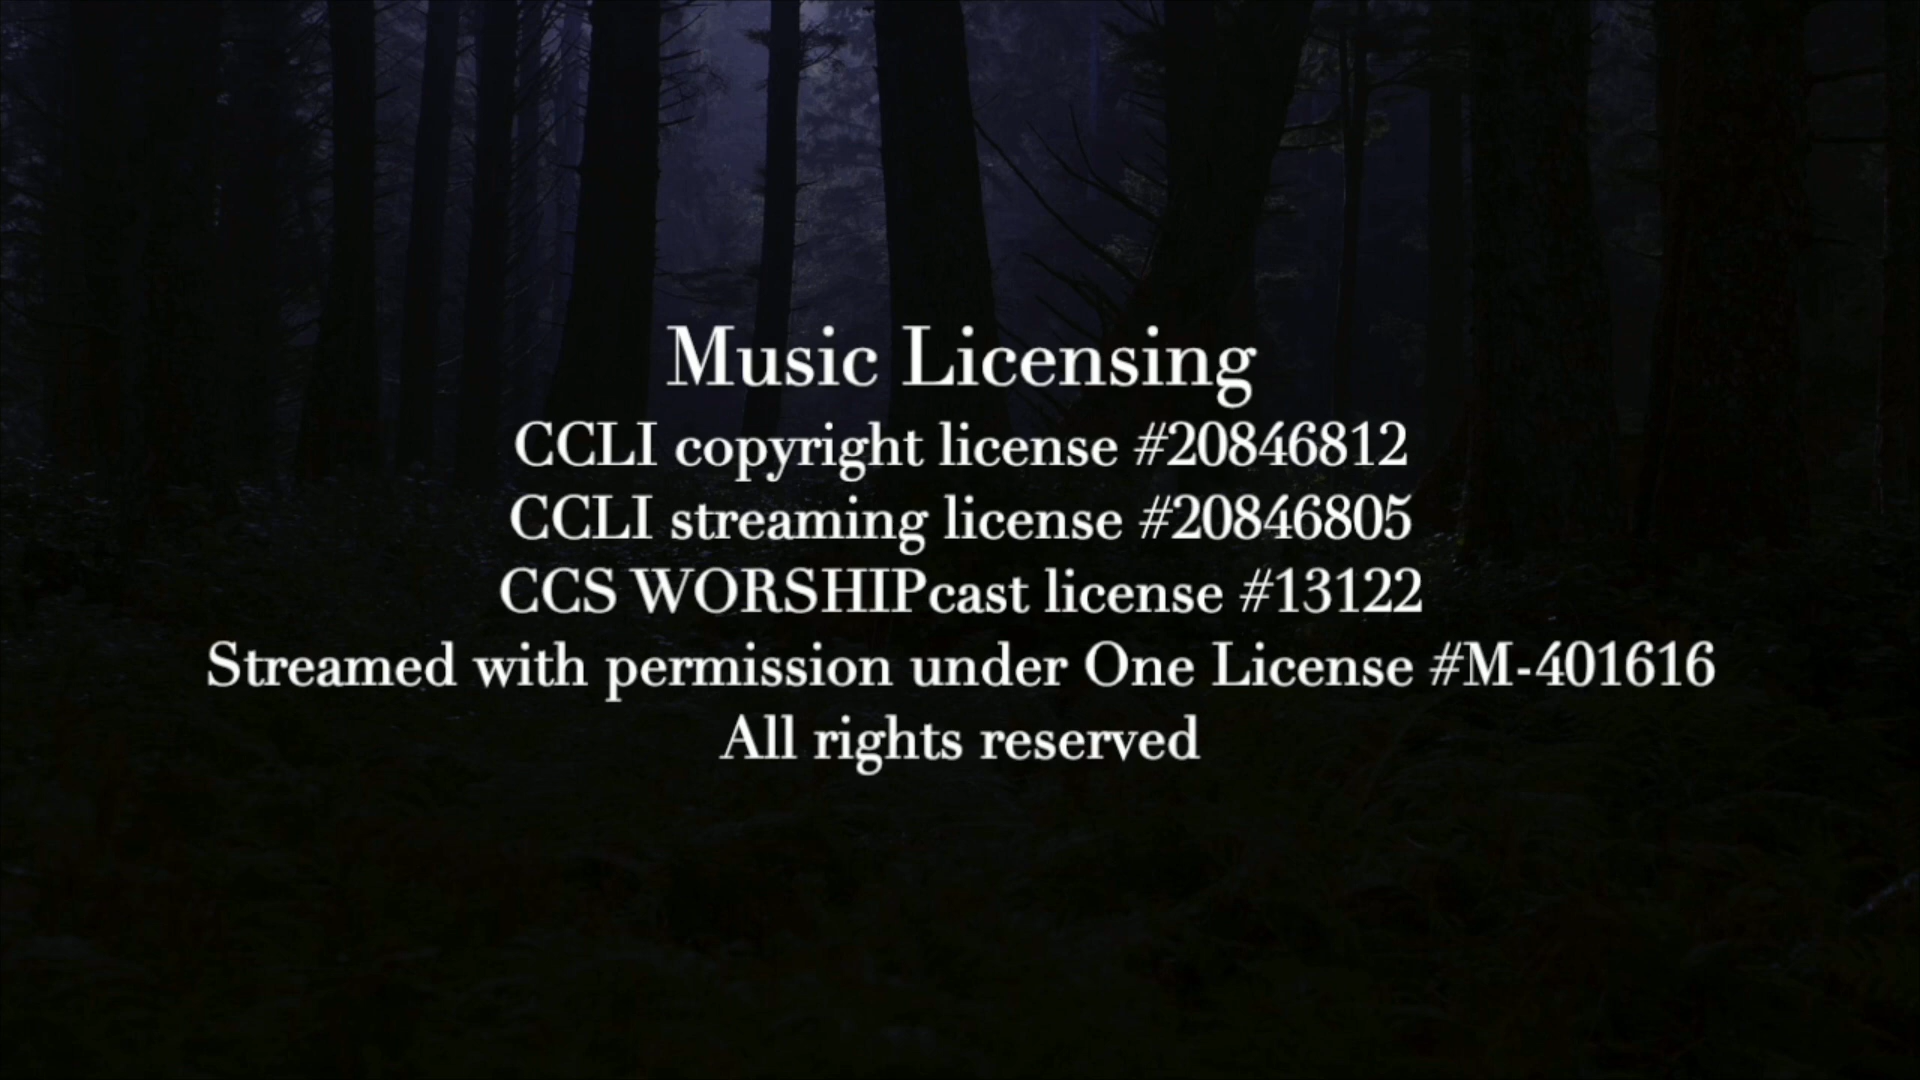 Music Licensing
CCLI copyright license #20846812
CCLI streaming license #20846805
CCS WORSHIPcast license #13122
Streamed with permission under One License #M-401616
All rights reserved